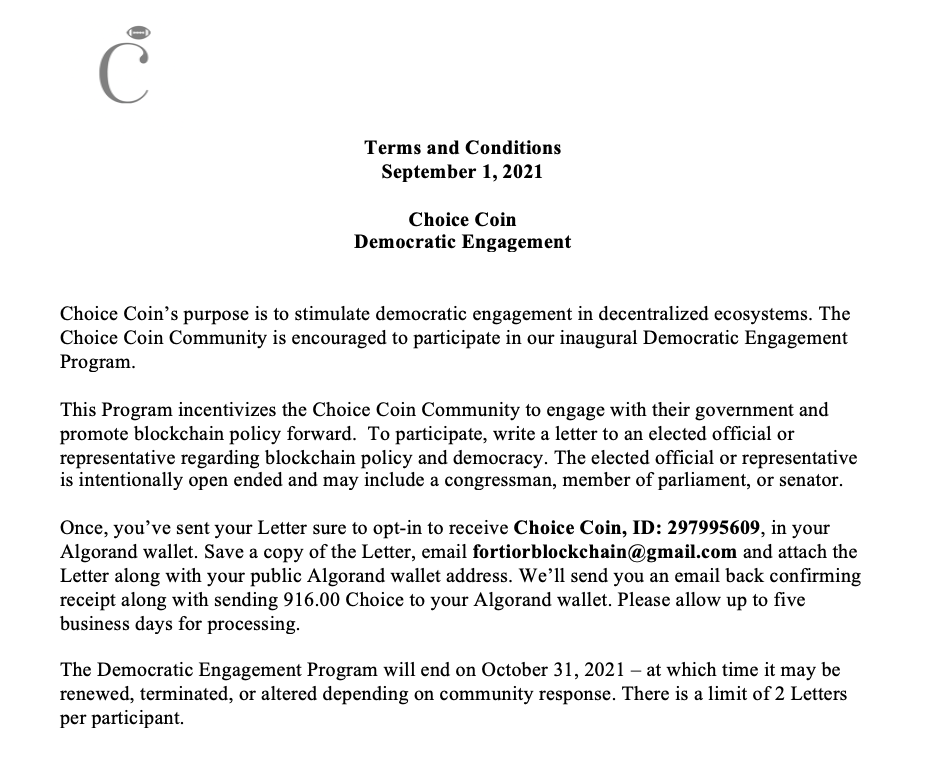 C
Terms and Conditions
September 1, 2021
Choice Coin
Democratic Engagement
Choice Coin’s purpose is to stimulate democratic engagement in decentralized ecosystems. The
Choice Coin Community is encouraged to participate in our inaugural Democratic Engagement
Program.
This Program incentivizes the Choice Coin Community to engage with their government and
promote blockchain policy forward.  To participate, write a letter to an elected official or
representative regarding blockchain policy and democracy. The elected official or representative
is intentionally open ended and may include a congressman, member of parliament, or senator.
Once, you’ve sent your Letter sure to opt-in to receive Choice Coin, ID: 297995609, in your
Algorand wallet. Save a copy of the Letter, email fortiorblockchain@gmail.com and attach the
Letter along with your public Algorand wallet address. We’ll send you an email back confirming
receipt along with sending 916.00 Choice to your Algorand wallet. Please allow up to five
business days for processing.
The Democratic Engagement Program will end on October 31, 2021 – at which time it may be
renewed, terminated, or altered depending on community response. There is a limit of 2 Letters
per participant.